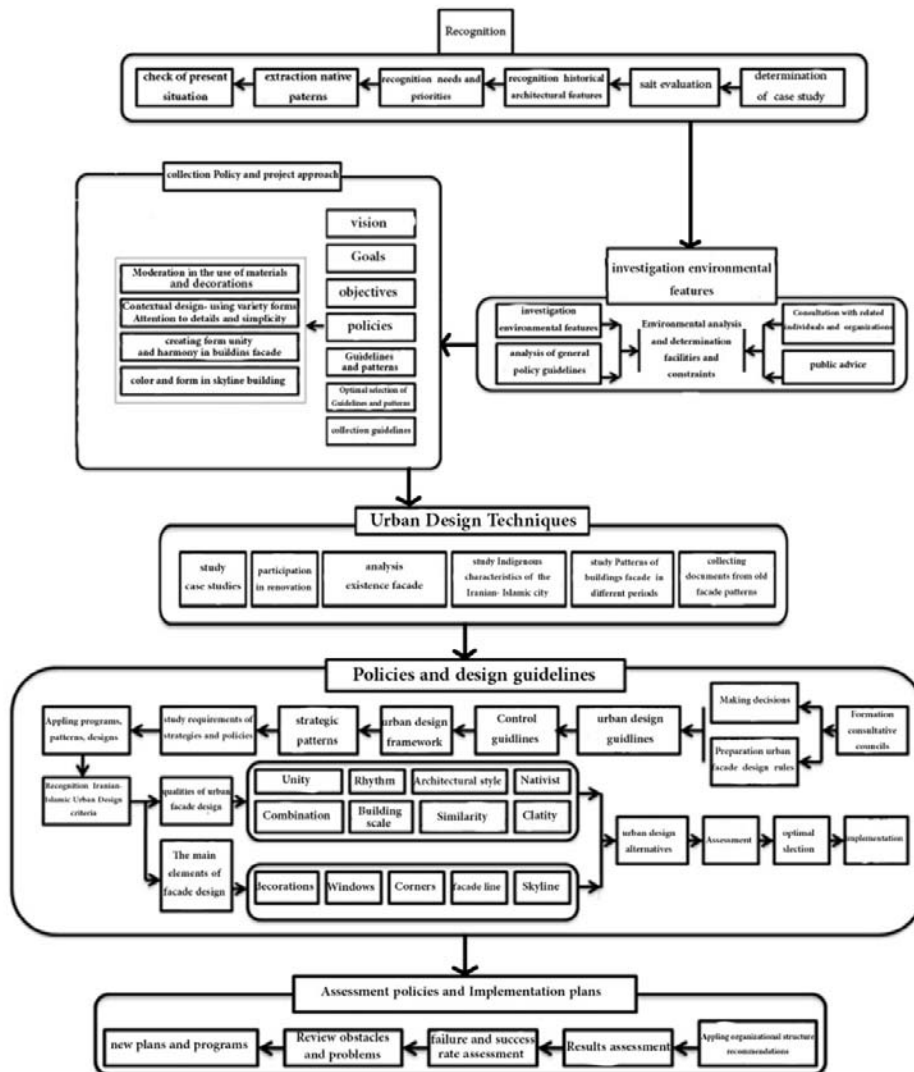 Recognition
check of present
situation
extraction native
paterns
recognition needs and
priorities
recognition historical
architectural features
sait evaluation
determination
of case study
collection Policy and project approach
vision
Goals
objectives
policies
Guidelines
and patterns
Optimal selection of
Guidelines and patterns
collection guidelines
Moderation in the use of materials
and decorations
Contextual design- using variety forms
Attention to details and simplicity
creating form unity
and harmony in buildins facade
color and form in skyline building
investigation environmental
features
investigation
environmental features
analysis of general
policy guidelines
Environmental analysis
and determination
facilities and
constraints
Consultation with related
individuals and organizations
public advice
Urban Design Techniques
study
case studies
participation
in renovation
analysis
existence facade
study Indigenous
characteristics of the
Iranian- Islamic city
study Patterns of
buildings facade in
different periods
collecting
documents from old
facade patterns
Policies and design guidelines
Appling programs,
patterns, designs
study requirements of
strategies and policies
strategic
patterns
urban design
framework
Control
guidlines
urban design
guidlines
Making decisions
Preparation urban
facade design rules
Formation
consultative
councils
Recognition Iranian-
Islamic Urban Design
criteria
qualities of urban
facade design
Unity
Rhythm
Architectural style
Nativist
Combination
Building
scale
Similarity
Clatity
The main
elements of
facade design
decorations
Windows
Corners
facade line
Skyline
urban design
alternatives
Assessment
optimal
slection
implementation
Assessment policies and Implementation plans
new plans and programs
Review obstacles
and problems
failure and success
rate assessment
Results assessment
Appling organizational structure
recommendations